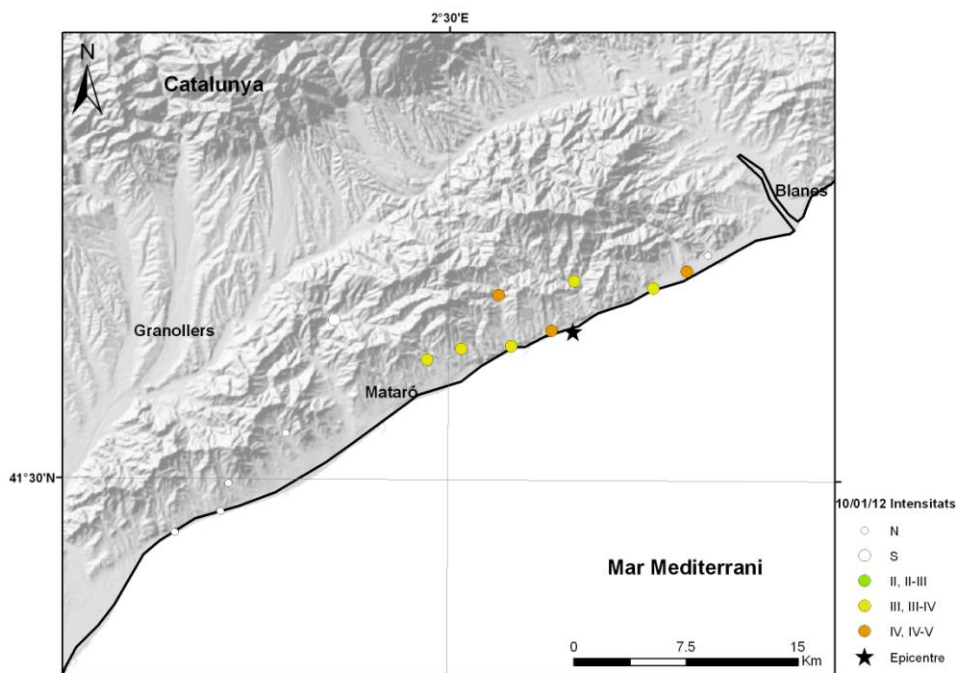 2°30'E
N
Catalunya
Blanes
Granollers
Mataró
41°30'N
Mar Mediterrani
10/01/12 Intensitats
N
S
II, II-III
III, III-IV
IV, IV-V
Epicentre
0 7.5 15
Km